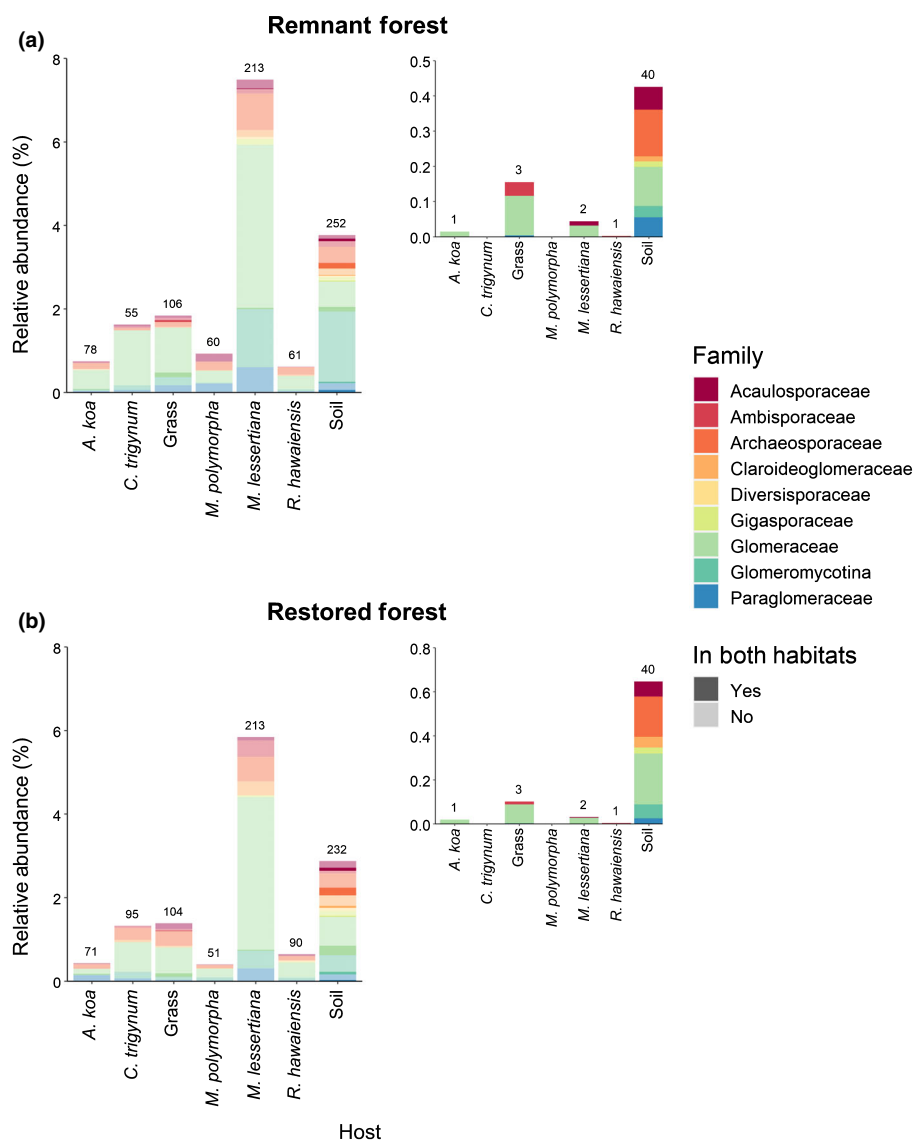 Remnant forest
(a)
Relative abundance (%)
8
6
4
2
0
78
55
106
60
213
61
252
A. koa
C. trigynum
Grass
M. polymorpha
M. lessertiana
R. hawaiensis
Soil
0.5
0.4
0.3
0.2
0.1
0.0
1
3
2
1
40
A. koa
C. trigynum
Grass
M. polymorpha
M. lessertiana
R. hawaiensis
Soil
Family
Acaulosporaceae
Ambisporaceae
Archaeosporaceae
Claroideoglomeraceae
Diversisporaceae
Gigasporaceae
Glomeraceae
Glomeromycotina
Paraglomeraceae
In both habitats
Yes
No
Restored forest
(b)
Relative abundance (%)
8
6
4
2
0
71
95
104
51
213
90
232
A. koa
C. trigynum
Grass
M. polymorpha
M. lessertiana
R. hawaiensis
Soil
0.8
0.6
0.4
0.2
0.0
1
3
2
1
40
A. koa
C. trigynum
Grass
M. polymorpha
M. lessertiana
R. hawaiensis
Soil
Host